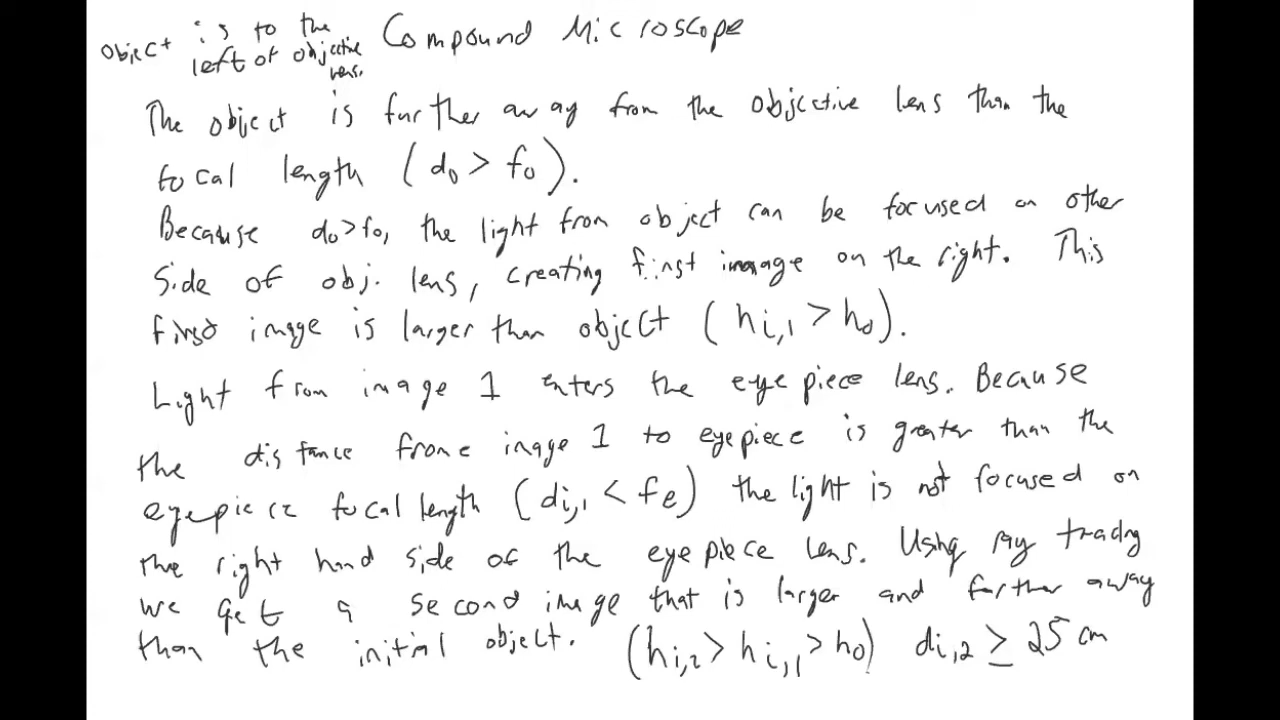 object is to the left of objective lens.
Compound Microscope
The object is further away from the objective lens than the
focal length (do > fo).
Because do>fo, the light from object can be focused on other
side of obj. lens, creating first image on the right. This
first image is larger than object (hi,1 > ho).
Light from image 1 enters the eye piece lens. Because
the distance frome image 1 to eyepiece is greater than the
eyepiece focal length (di,1 < fe) the light is not focused on
the right hand side of the eye piece lens. Using ray tracing
we get a second image that is larger and farther away
than the initial object. (hi,2 > hi,1 > ho) di,2 ≥ 25 cm